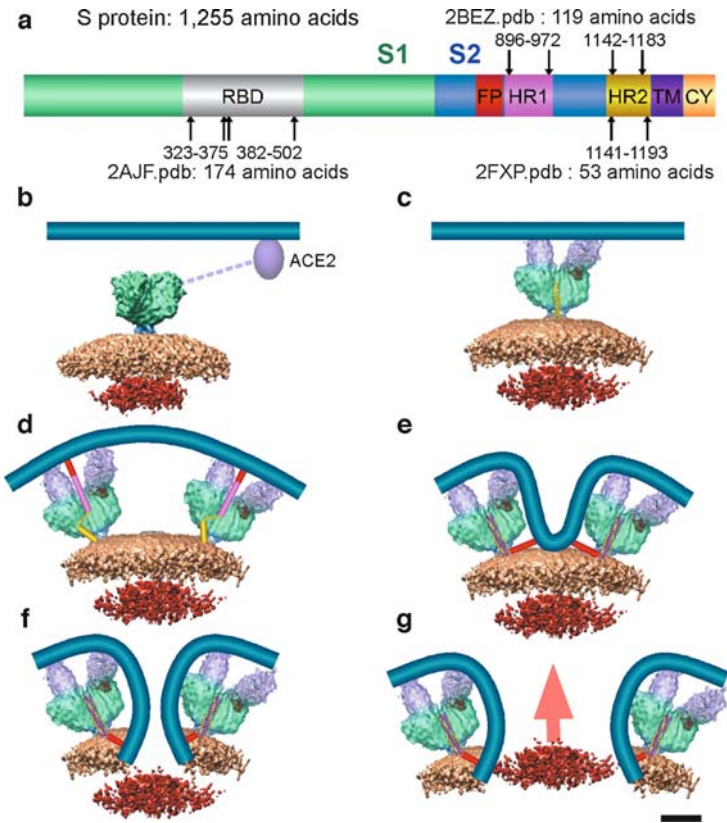 a
S protein: 1,255 amino acids
2BEZ.pdb : 119 amino acids
896-972
1142-1183
S1
S2
RBD
FP
HR1
HR2
TM
CY
323-375
382-502
1141-1193
2AJF.pdb: 174 amino acids
2FXP.pdb : 53 amino acids
b
c
ACE2
d
e
f
g